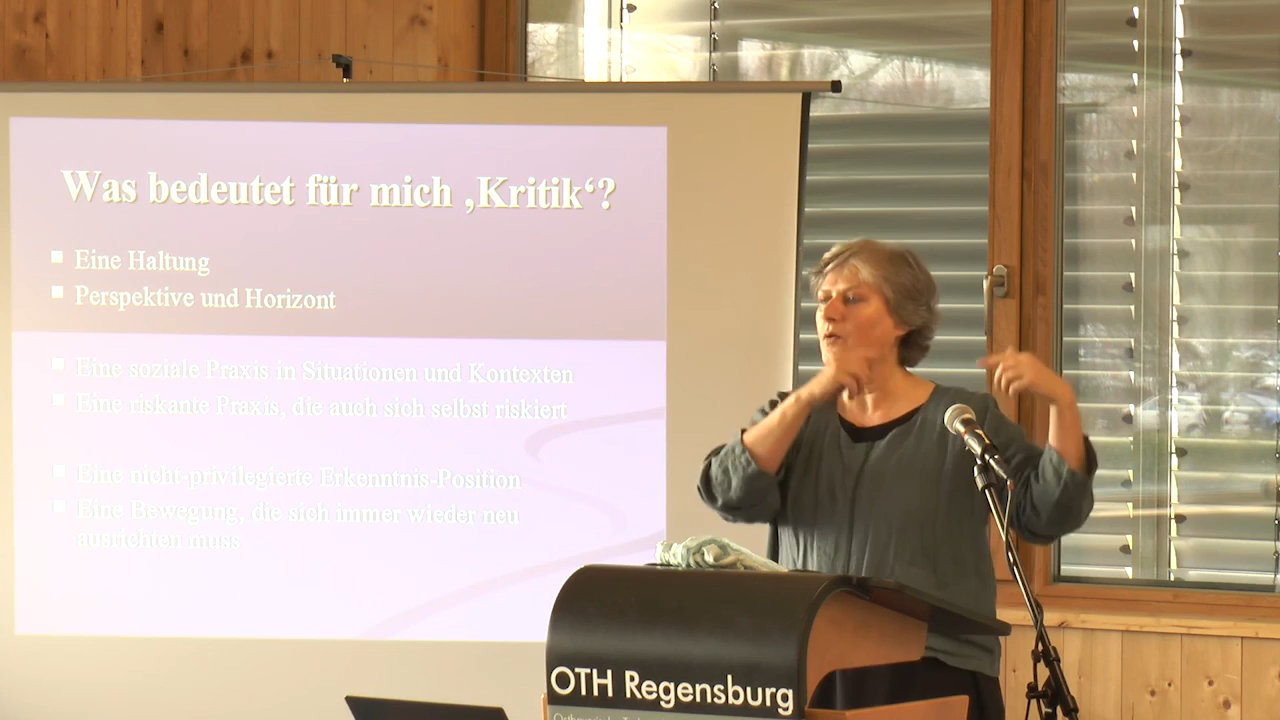 Was bedeutet für mich ‚Kritik‘?
Eine Haltung
Perspektive und Horizont
Eine soziale Praxis in Situationen und Kontexten
Eine riskante Praxis, die auch sich selbst riskiert
Eine nicht-privilegierte Erkenntnis-Position
Eine Bewegung, die sich immer wieder neu
ausrichten muss
OTH Regensburg